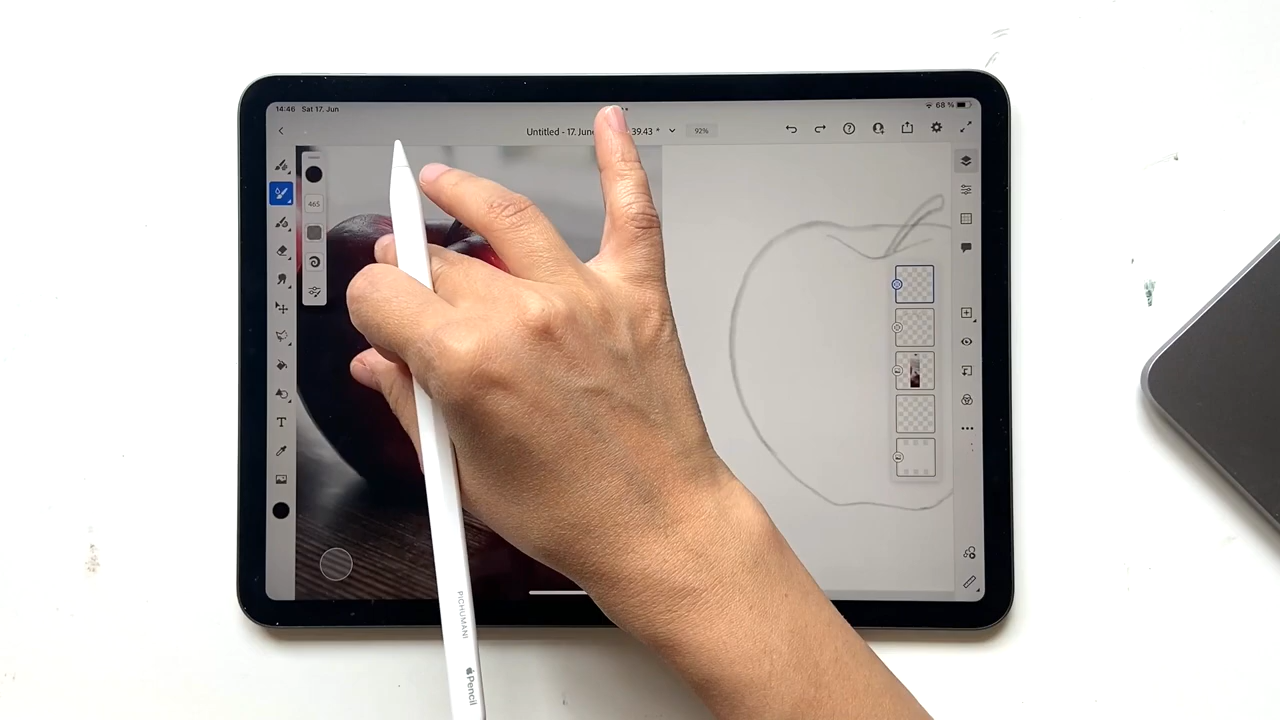 14:46 Sat 17. Jun
68 %
Untitled - 17. June 39.43 *
92%
465
T
PICHUMANI
Pencil